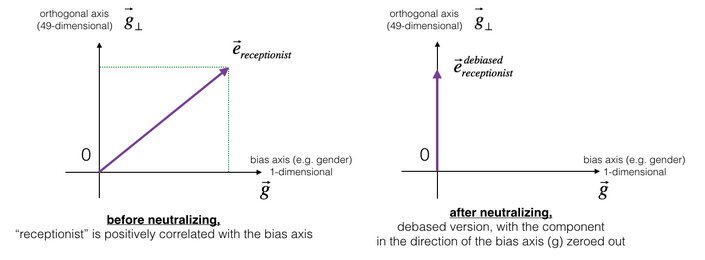 orthogonal axis
(49-dimensional) g⃗⊥
e⃗receptionist
0
bias axis (e.g. gender)
1-dimensional
g⃗
before neutralizing,
“receptionist” is positively correlated with the bias axis
orthogonal axis
(49-dimensional) g⃗⊥
e⃗debiased receptionist
0
bias axis (e.g. gender)
1-dimensional
g⃗
after neutralizing,
debased version, with the component
in the direction of the bias axis (g) zeroed out